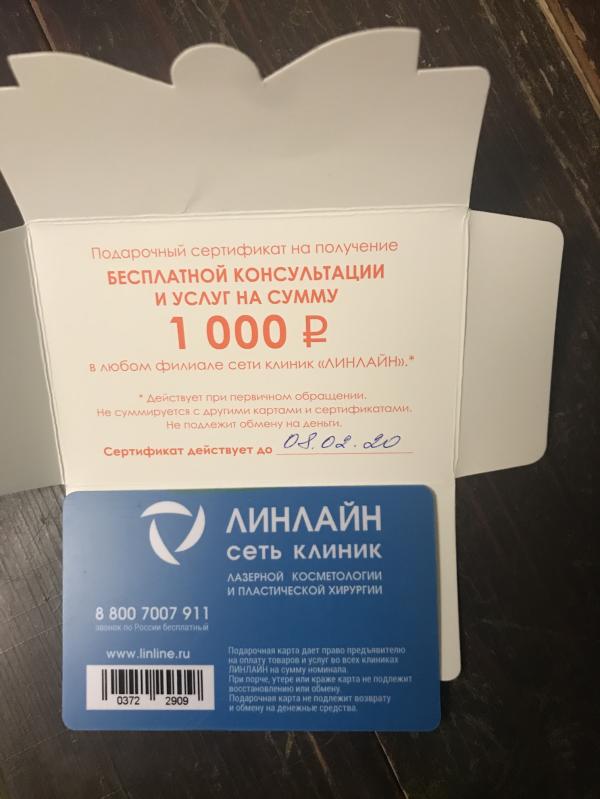 Подарочный сертификат на получение
БЕСПЛАТНОЙ КОНСУЛЬТАЦИИ
И УСЛУГ НА СУММУ
1 000 ₽
в любом филиале сети клиник «ЛИНЛАЙН».*
* Действует при первичном обращении.
Не суммируется с другими картами и сертификатами.
Не подлежит обмену на деньги.
Сертификат действует до 08.02.20
ЛИНЛАЙН
сеть клиник
ЛАЗЕРНОЙ КОСМЕТОЛОГИИ
И ПЛАСТИЧЕСКОЙ ХИРУРГИИ
8 800 7007 911
звонок по России бесплатный
www.linline.ru
0372 2909
Подарочная карта дает право предъявителю
на оплату товаров и услуг во всех клиниках
ЛИНЛАЙН на сумму номинала.
При порче, утере или краже карта не подлежит
восстановлению или обмену.
Подарочная карта не подлежит возврату
и обмену на денежные средства.